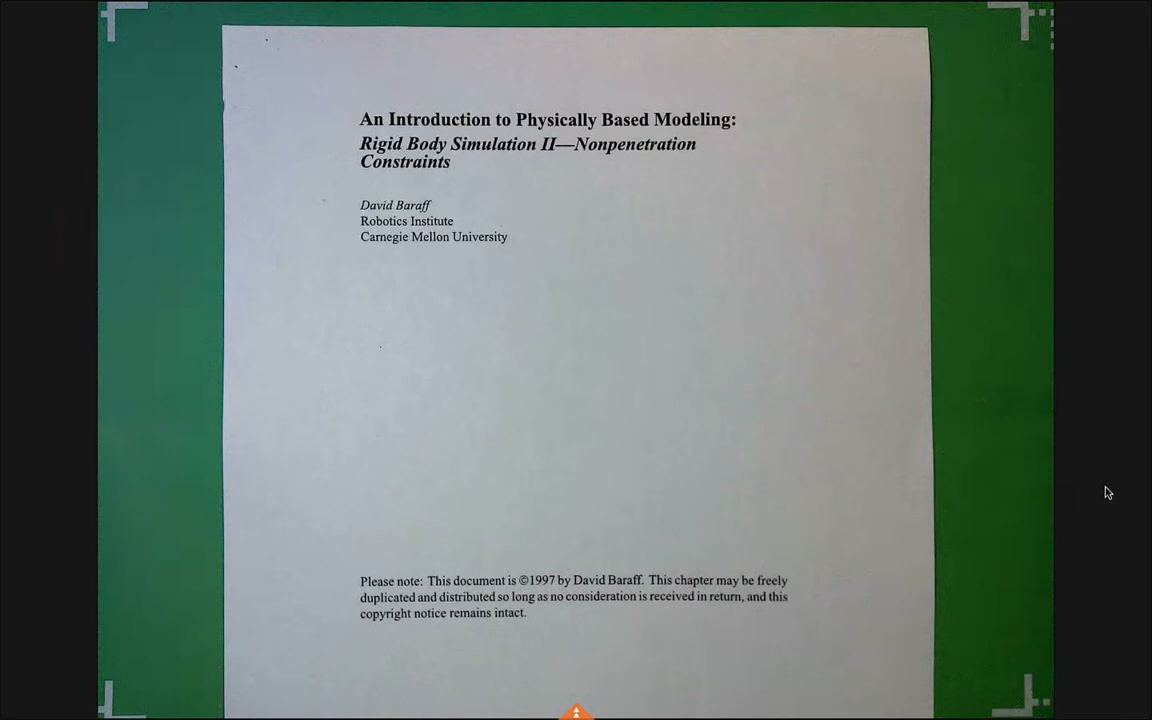 An Introduction to Physically Based Modeling:
Rigid Body Simulation II—Nonpenetration
Constraints
David Baraff
Robotics Institute
Carnegie Mellon University
Please note: This document is ©1997 by David Baraff. This chapter may be freely
duplicated and distributed so long as no consideration is received in return, and this
copyright notice remains intact.